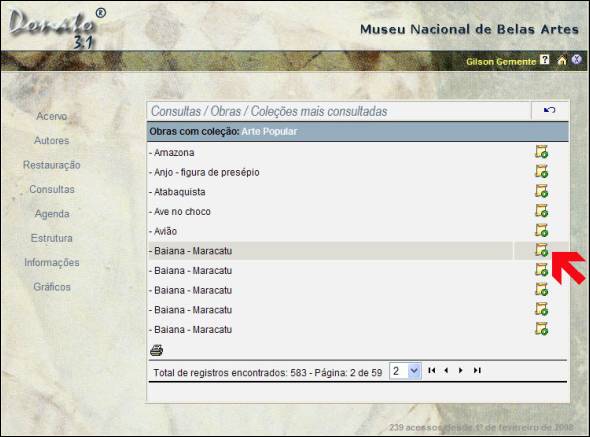 Donato®
3.1
Museu Nacional de Belas Artes
Gilson Gemente ?
Acervo
Autores
Restauração
Consultas
Agenda
Estrutura
Informações
Gráficos
Consultas / Obras / Coleções mais consultadas
Obras com coleção: Arte Popular
- Amazona
- Anjo - figura de presépio
- Atabaquista
- Ave no choco
- Avião
- Baiana - Maracatu
- Baiana - Maracatu
- Baiana - Maracatu
- Baiana - Maracatu
- Baiana - Maracatu
Total de registros encontrados: 583 - Página: 2 de 59 2
239 acessos desde 1º de fevereiro de 2008